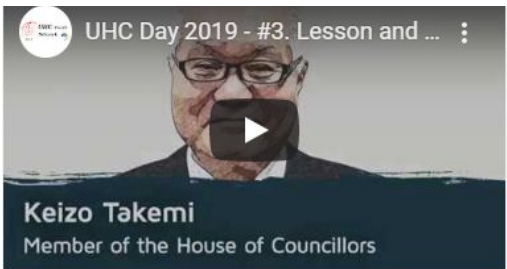 UHC Day 2019 - #3. Lesson and ...
Keizo Takemi
Member of the House of Councillors